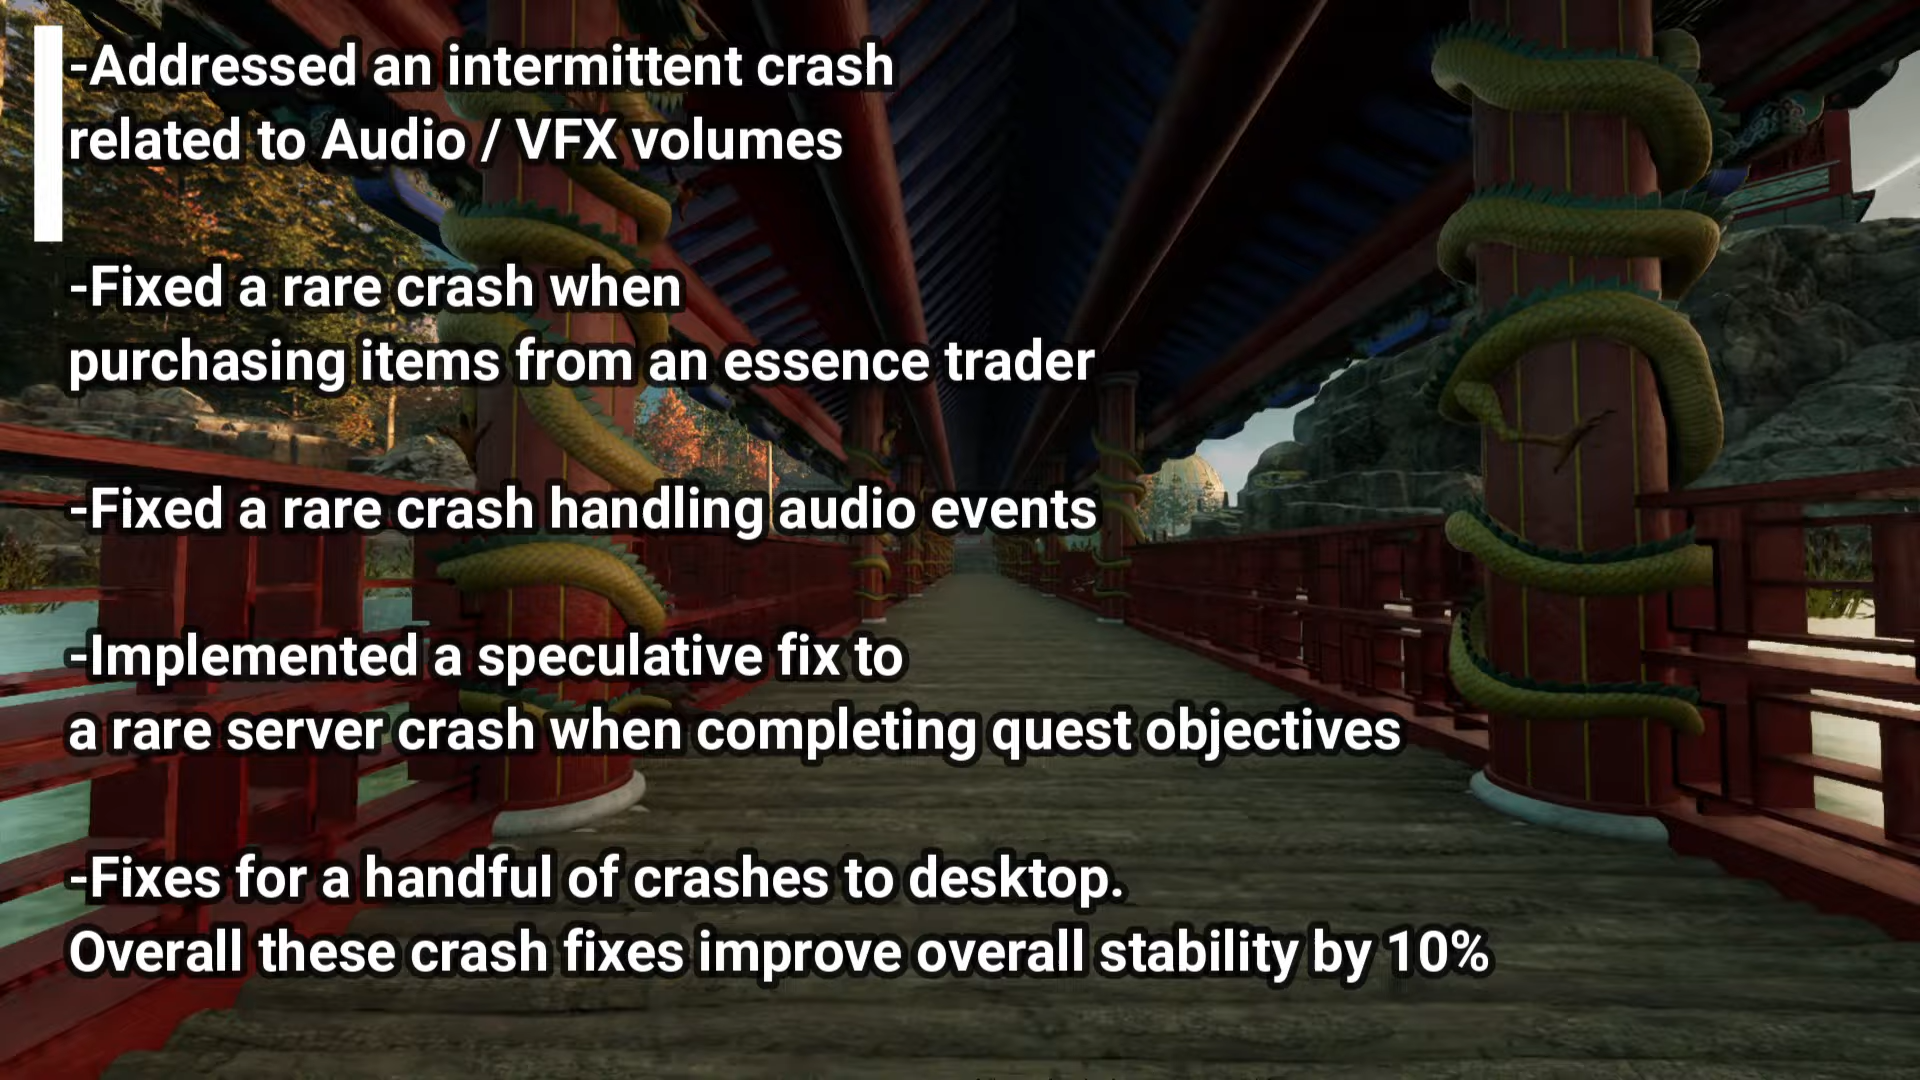 -Addressed an intermittent crash
related to Audio / VFX volumes
-Fixed a rare crash when
purchasing items from an essence trader
-Fixed a rare crash handling audio events
-Implemented a speculative fix to
a rare server crash when completing quest objectives
-Fixes for a handful of crashes to desktop.
Overall these crash fixes improve overall stability by 10%